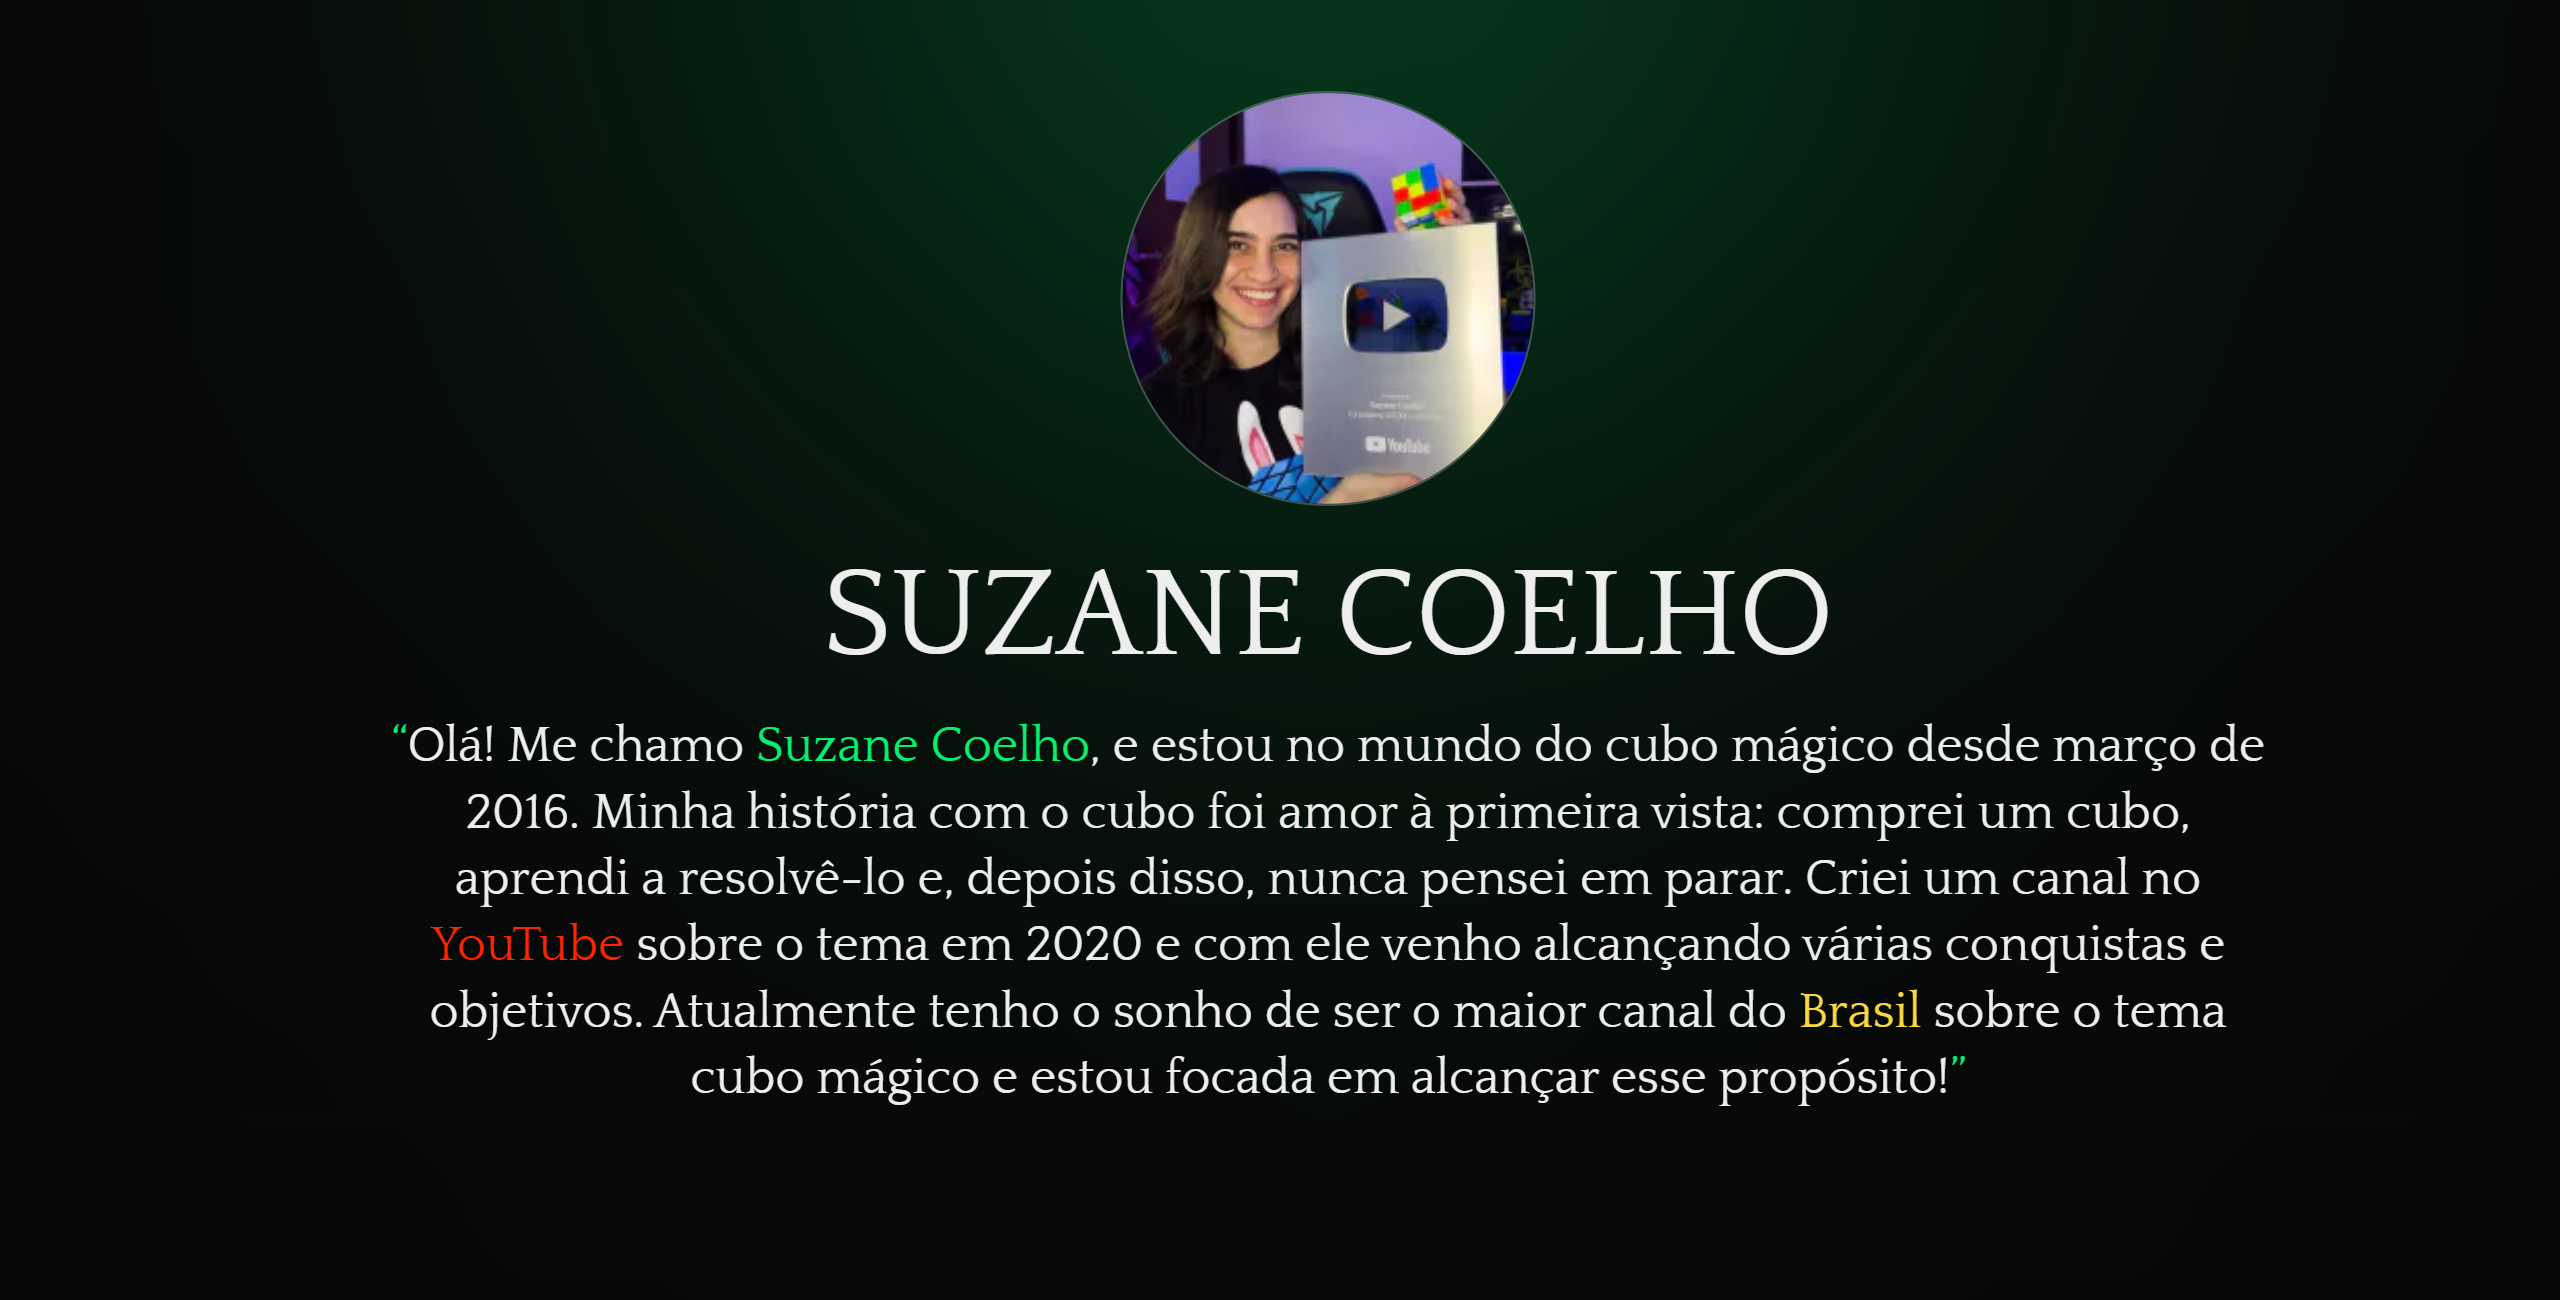 YouTube
SUZANE COELHO
“Olá! Me chamo Suzane Coelho, e estou no mundo do cubo mágico desde março de
2016. Minha história com o cubo foi amor à primeira vista: comprei um cubo,
aprendi a resolvê-lo e, depois disso, nunca pensei em parar. Criei um canal no
YouTube sobre o tema em 2020 e com ele venho alcançando várias conquistas e
objetivos. Atualmente tenho o sonho de ser o maior canal do Brasil sobre o tema
cubo mágico e estou focada em alcançar esse propósito!”